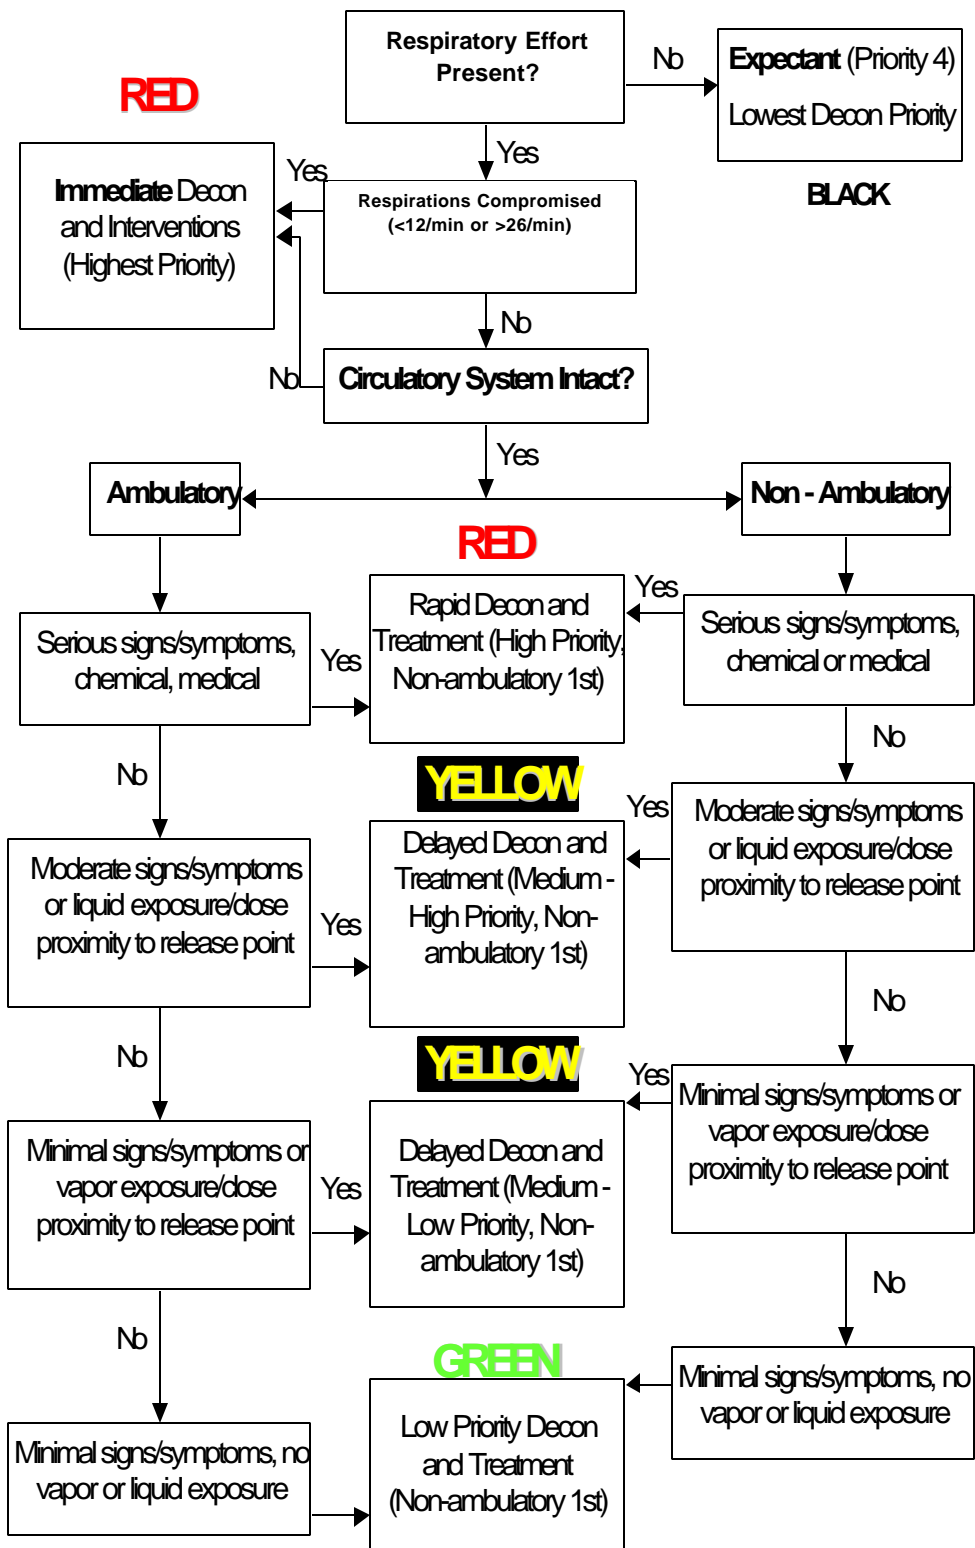 Respiratory Effort
Present?
No
Expectant (Priority 4)
Lowest Decon Priority
BLACK
RED
Yes
Yes
Immediate Decon
and Interventions
(Highest Priority)
Respirations Compromised
(<12/min or >26/min)
No
No
Circulatory System Intact?
Yes
Ambulatory
Non - Ambulatory
RED
Serious signs/symptoms,
chemical, medical
Yes
Rapid Decon and
Treatment (High Priority,
Non-ambulatory 1st)
Yes
Serious signs/symptoms,
chemical or medical
No
No
YELLOW
Moderate signs/symptoms
or liquid exposure/close
proximity to release point
Yes
Delayed Decon and
Treatment (Medium -
High Priority, Non-
ambulatory 1st)
Yes
Moderate signs/symptoms
or liquid exposure/close
proximity to release point
No
No
YELLOW
Minimal signs/symptoms or
vapor exposure/close
proximity to release point
Yes
Delayed Decon and
Treatment (Medium -
Low Priority, Non-
ambulatory 1st)
Yes
Minimal signs/symptoms or
vapor exposure/close
proximity to release point
No
No
GREEN
Minimal signs/symptoms, no
vapor or liquid exposure
Low Priority Decon
and Treatment
(Non-ambulatory 1st)
Minimal signs/symptoms, no
vapor or liquid exposure